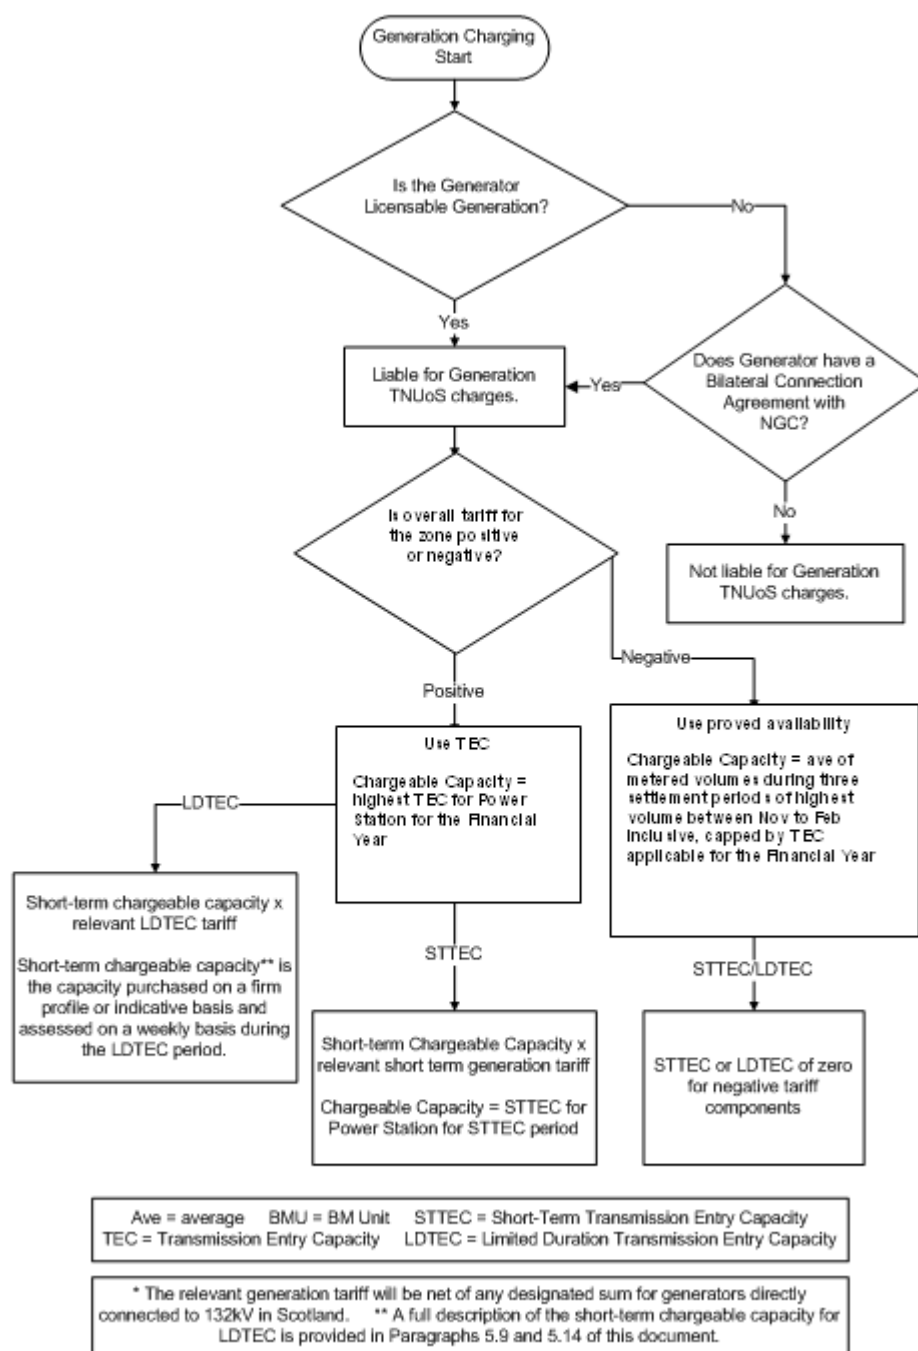 Generation Charging
Start
Is the Generator
Licensable Generation?
No
Yes
Does Generator have a
Bilateral Connection
Agreement with
NGC?
Yes
Liable for Generation
TNUoS charges.
No
Not liable for Generation
TNUoS charges.
Is overall tariff for
the zone positive
or negative?
Negative
Positive
Use TEC
Chargeable Capacity =
highest TEC for Power
Station for the Financial
Year
Use proved availability
Chargeable Capacity = ave of
metered volumes during three
settlement periods of highest
volume between Nov to Feb
inclusive, capped by TEC
applicable for the Financial Year
LDTEC
Short-term chargeable capacity x
relevant LDTEC tariff
Short-term chargeable capacity** is
the capacity purchased on a firm
profile or indicative basis and
assessed on a weekly basis during
the LDTEC period.
STTEC
Short-term Chargeable Capacity x
relevant short term generation tariff
Chargeable Capacity = STTEC for
Power Station for STTEC period
STTEC/LDTEC
STTEC or LDTEC of zero
for negative tariff
components
Ave = average BMU = BM Unit STTEC = Short-Term Transmission Entry Capacity
TEC = Transmission Entry Capacity LDTEC = Limited Duration Transmission Entry Capacity
* The relevant generation tariff will be net of any designated sum for generators directly
connected to 132kV in Scotland. ** A full description of the short-term chargeable capacity for
LDTEC is provided in Paragraphs 5.9 and 5.14 of this document.